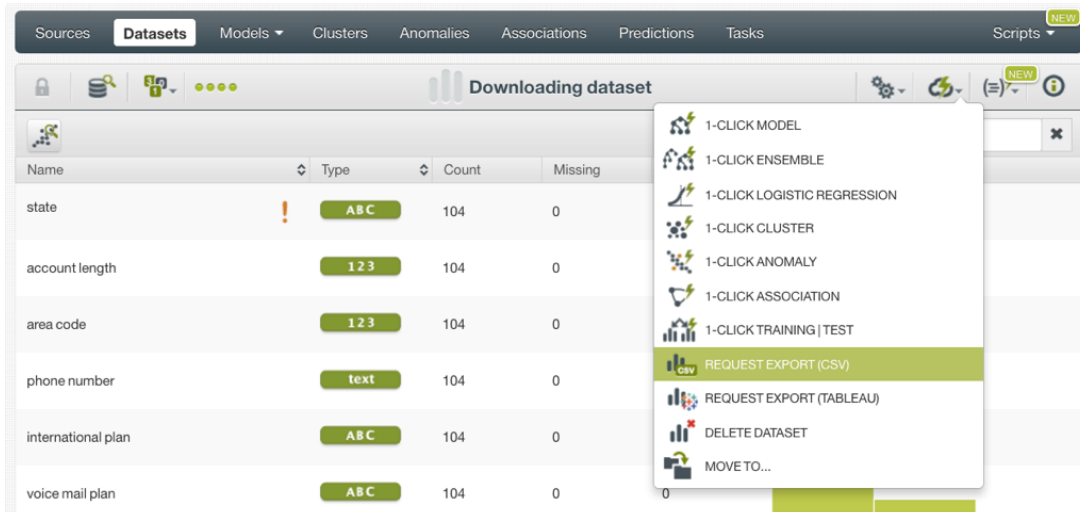 NEW
Sources Datasets Models Clusters Anomalies Associations Predictions Tasks Scripts
NEW
Downloading dataset
1-CLICK MODEL
1-CLICK ENSEMBLE
1-CLICK LOGISTIC REGRESSION
1-CLICK CLUSTER
1-CLICK ANOMALY
1-CLICK ASSOCIATION
1-CLICK TRAINING | TEST
CSV REQUEST EXPORT (CSV)
REQUEST EXPORT (TABLEAU)
DELETE DATASET
MOVE TO...
Name Type Count Missing
state ! ABC 104 0
account length 123 104 0
area code 123 104 0
phone number text 104 0
international plan ABC 104 0
voice mail plan ABC 104 0 0